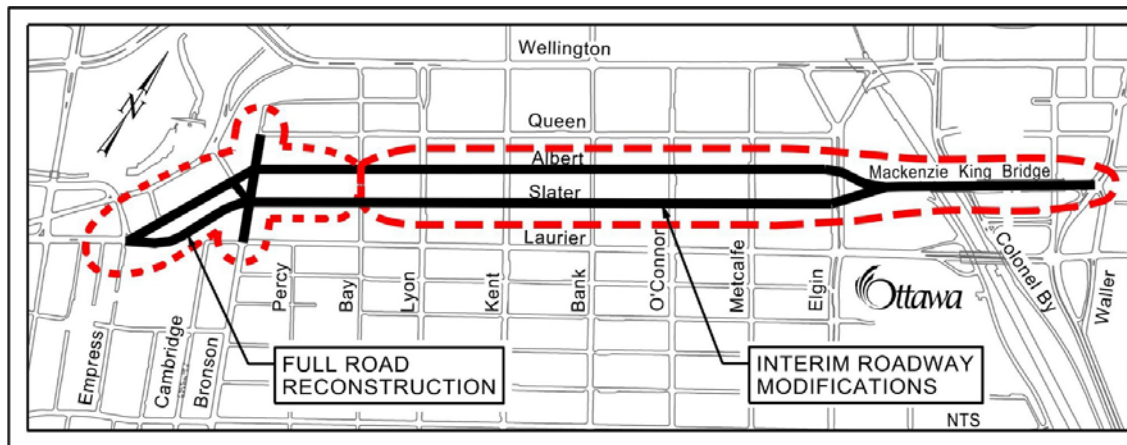 Wellington
N
Queen
Albert
Mackenzie King Bridge
Slater
Laurier
Empress
Cambridge
Bronson
Percy
Bay
Lyon
Kent
Bank
O'Connor
Metcalfe
Elgin
Colonel By
Waller
Ottawa
FULL ROAD
RECONSTRUCTION
INTERIM ROADWAY
MODIFICATIONS
NTS